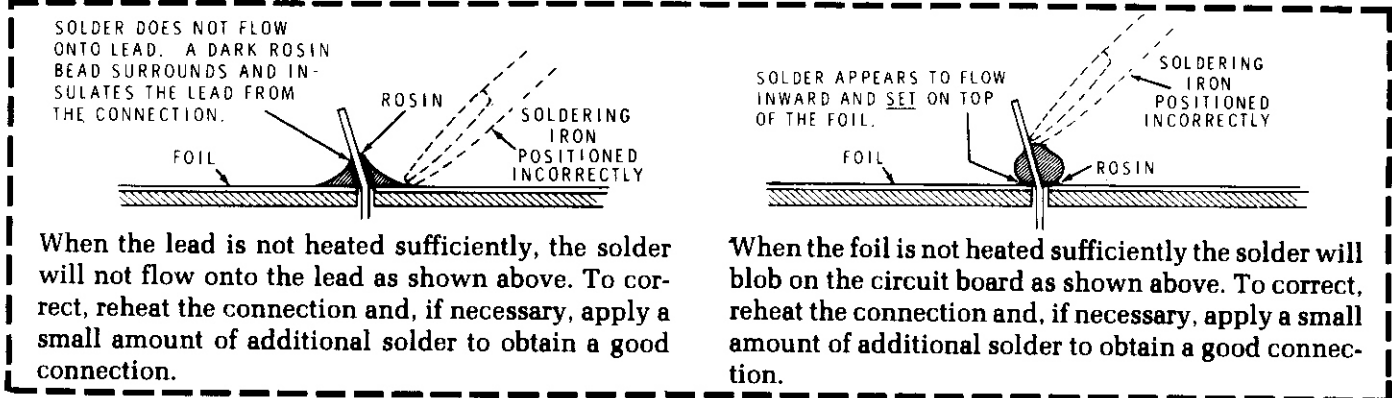 SOLDER DOES NOT FLOW
ONTO LEAD. A DARK ROSIN
BEAD SURROUNDS AND IN-
SULATES THE LEAD FROM
THE CONNECTION.
ROSIN
SOLDERING
IRON
POSITIONED
INCORRECTLY
FOIL
When the lead is not heated sufficiently, the solder
will not flow onto the lead as shown above. To cor-
rect, reheat the connection and, if necessary, apply a
small amount of additional solder to obtain a good
connection.
SOLDER APPEARS TO FLOW
INWARD AND SET ON TOP
OF THE FOIL.
SOLDERING
IRON
POSITIONED
INCORRECTLY
FOIL
ROSIN
When the foil is not heated sufficiently the solder will
blob on the circuit board as shown above. To correct,
reheat the connection and, if necessary, apply a small
amount of additional solder to obtain a good connec-
tion.